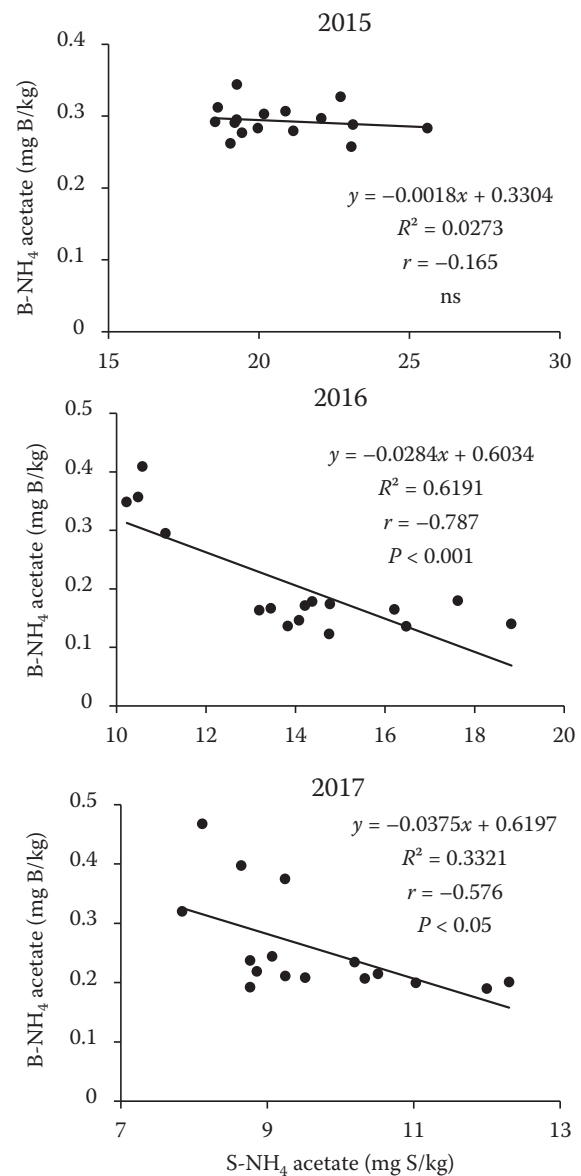 2015
0.4
0.3
0.2
0.1
0
B-NH₄ acetate (mg B/kg)
y = −0.0018x + 0.3304
R² = 0.0273
r = −0.165
ns
15 20 25 30
2016
0.5
0.4
0.3
0.2
0.1
0
B-NH₄ acetate (mg B/kg)
y = −0.0284x + 0.6034
R² = 0.6191
r = −0.787
P < 0.001
10 12 14 16 18 20
2017
0.5
0.4
0.3
0.2
0.1
0
B-NH₄ acetate (mg B/kg)
y = −0.0375x + 0.6197
R² = 0.3321
r = −0.576
P < 0.05
7 9 11 13
S-NH₄ acetate (mg S/kg)